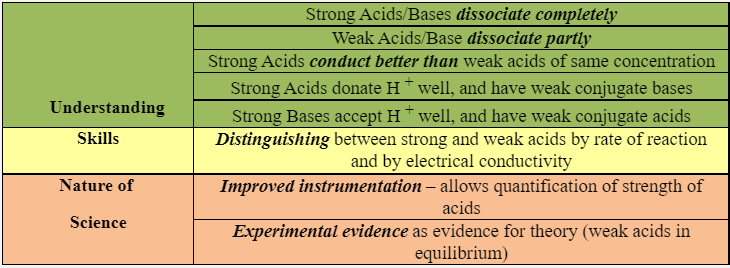 Strong Acids/Bases dissociate completely
Weak Acids/Base dissociate partly
Strong Acids conduct better than weak acids of same concentration
Strong Acids donate H + well, and have weak conjugate bases
Understanding
Strong Bases accept H + well, and have weak conjugate acids
Skills
Distinguishing between strong and weak acids by rate of reaction
and by electrical conductivity
Nature of
Science
Improved instrumentation – allows quantification of strength of
acids
Experimental evidence as evidence for theory (weak acids in
equilibrium)